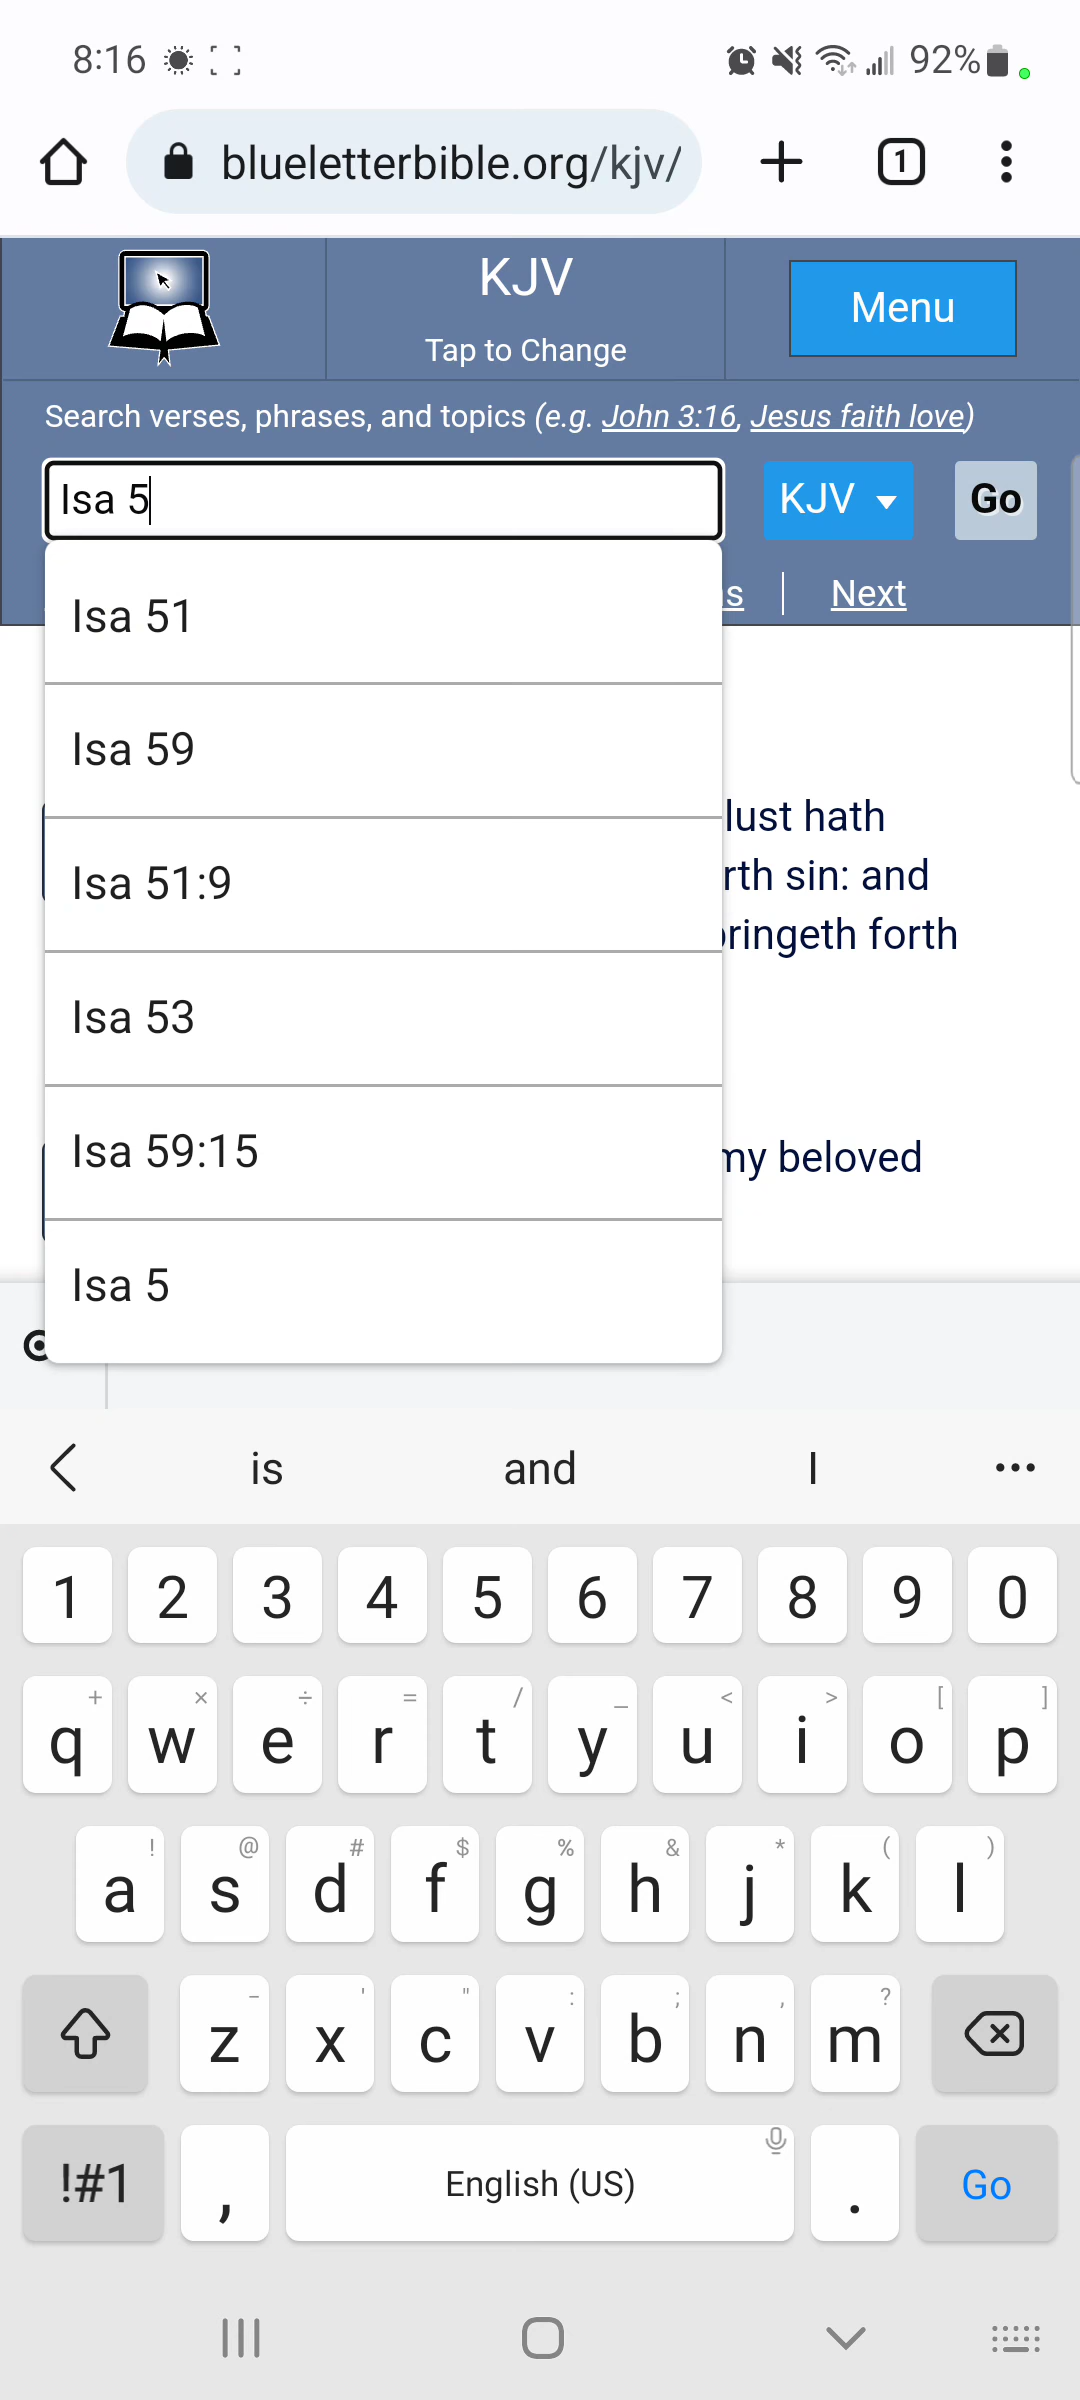 8:16 92%
blueletterbible.org/kjv/ 1
KJV
Tap to Change
Menu
Search verses, phrases, and topics (e.g. John 3:16, Jesus faith love)
Isa 5 KJV Go
Next
Isa 51
Isa 59
lust hath
Isa 51:9
sin: and
forth
Isa 53
Isa 59:15
my beloved
Isa 5
is and I ...
1 2 3 4 5 6 7 8 9 0
+ × ÷ = / _ < > [ ]
q w e r t y u i o p
! @ # $ % & * ( )
a s d f g h j k l
- ' " : ; , ?
z x c v b n m
!#1 , English (US) . Go